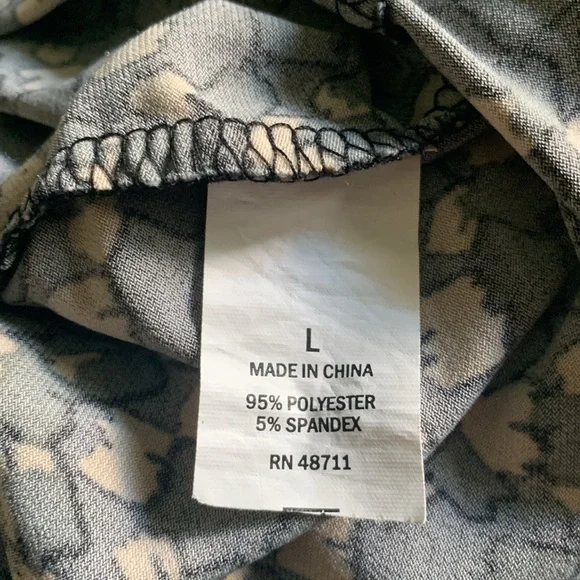 L
MADE IN CHINA
95% POLYESTER
5% SPANDEX
RN 48711